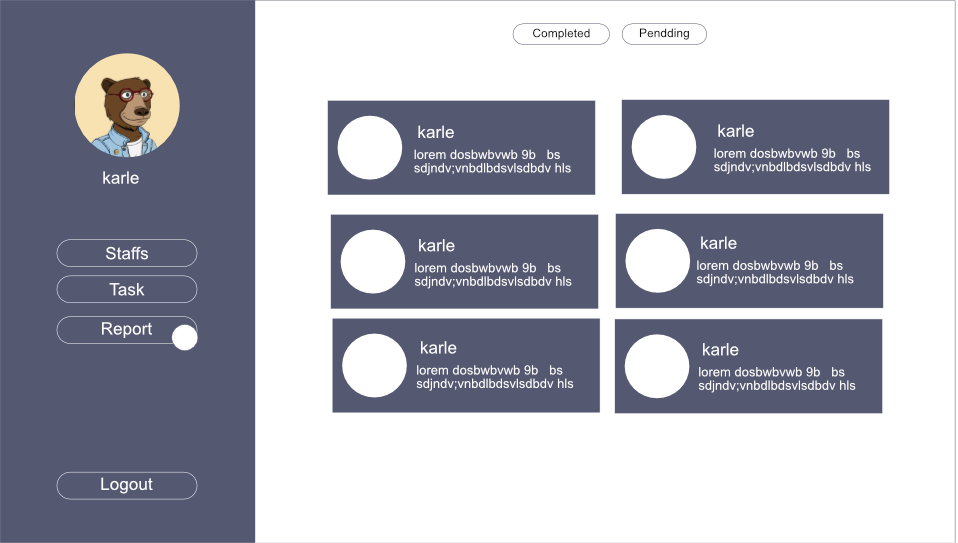 Completed
Pendding
karle
Staffs
Task
Report
Logout
karle
lorem dosbwbvwb 9b bs
sdjndv;vnbdlbdsvlsdbdv hls
karle
lorem dosbwbvwb 9b bs
sdjndv;vnbdlbdsvlsdbdv hls
karle
lorem dosbwbvwb 9b bs
sdjndv;vnbdlbdsvlsdbdv hls
karle
lorem dosbwbvwb 9b bs
sdjndv;vnbdlbdsvlsdbdv hls
karle
lorem dosbwbvwb 9b bs
sdjndv;vnbdlbdsvlsdbdv hls
karle
lorem dosbwbvwb 9b bs
sdjndv;vnbdlbdsvlsdbdv hls